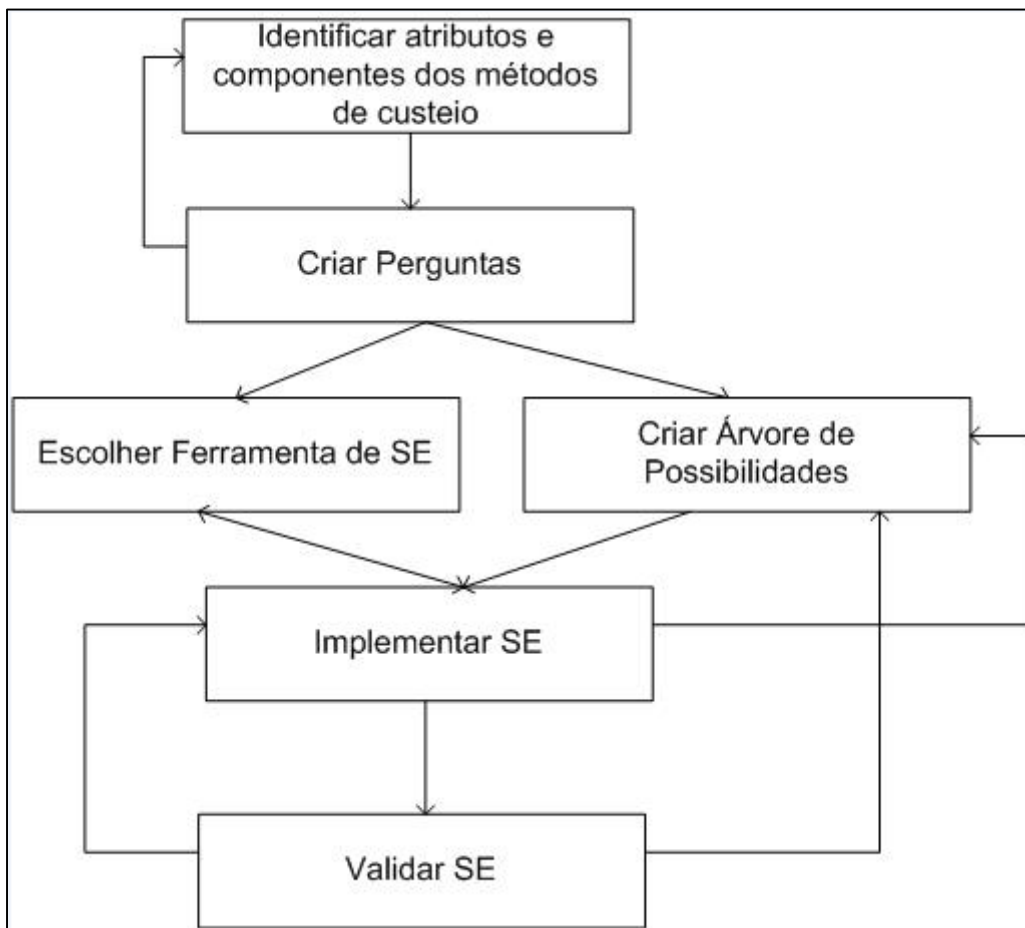 Identificar atributos e
componentes dos métodos
de custeio
Criar Perguntas
Escolher Ferramenta de SE
Criar Árvore de
Possibilidades
Implementar SE
Validar SE